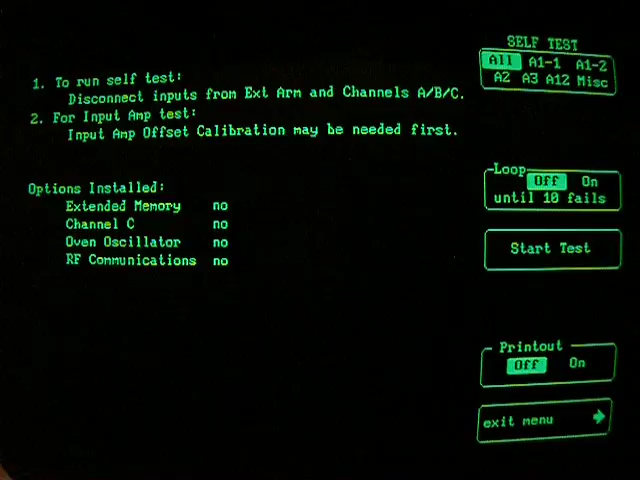 SELF TEST
All A1-1 A1-2
A2 A3 A12 Misc
1. To run self test:
Disconnect inputs from Ext Arm and Channels A/B/C.
2. For Input Amp test:
Input Amp Offset Calibration may be needed first.
Loop
Off On
until 10 fails
Options Installed:
Extended Memory no
Channel C no
Oven Oscillator no
RF Communications no
Start Test
Printout
Off On
exit menu